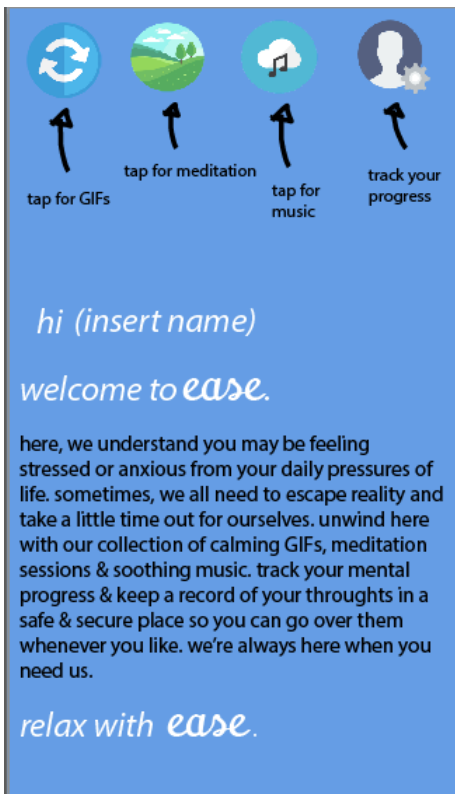 tap for GIFs
tap for meditation
tap for
music
track your
progress
hi (insert name)
welcome to ease.
here, we understand you may be feeling
stressed or anxious from your daily pressures of
life. sometimes, we all need to escape reality and
take a little time out for ourselves. unwind here
with our collection of calming GIFs, meditation
sessions & soothing music. track your mental
progress & keep a record of your throughts in a
safe & secure place so you can go over them
whenever you like. we're always here when you
need us.
relax with ease.